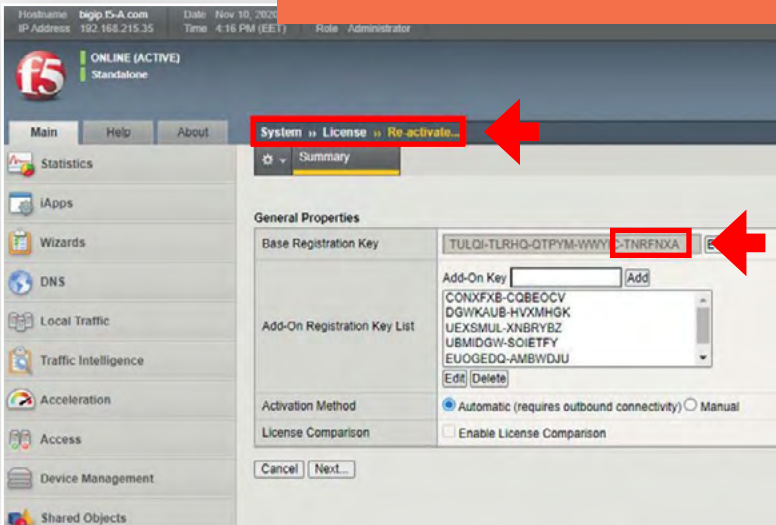 Hostname bigip.f5-A.com Date Nov 10, 2020
IP Address 192.168.215.35 Time 4:16 PM (EET) Role Administrator
f5
ONLINE (ACTIVE)
Standalone
Main Help About
System » License » Re-activate...
Summary
Statistics
iApps
Wizards
DNS
Local Traffic
Traffic Intelligence
Acceleration
Access
Device Management
Shared Objects
General Properties
Base Registration Key TULQI-TLRHQ-QTPYM-WWYIC-TNRFNXA
Add-On Registration Key List
Add-On Key Add
CONXFXB-CQBEOCV
DGWKAUB-HVXMHGK
UEXSMUL-XNBRYBZ
UBMIDGW-SOIETFY
EUOGEDQ-AMBWDJU
Edit Delete
Activation Method Automatic (requires outbound connectivity) Manual
License Comparison Enable License Comparison
Cancel Next...